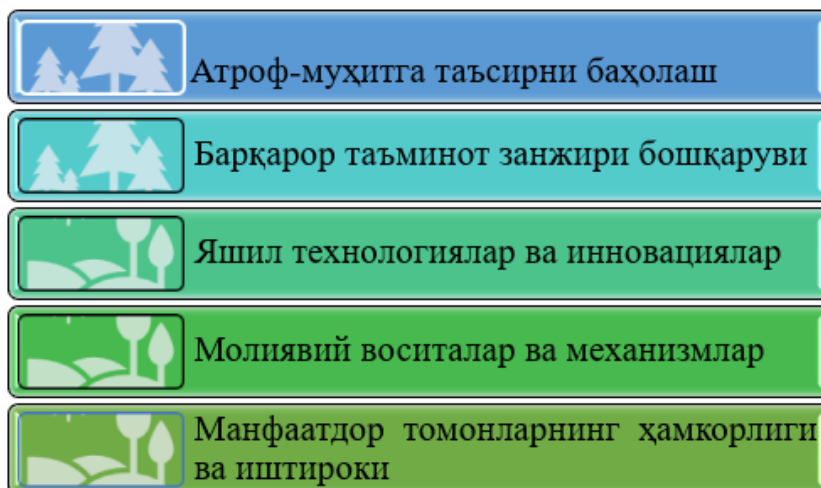 Атроф-муҳитга таъсирни баҳолаш
Барқарор таъминот занжири бошқаруви
Яшил технологиялар ва инновациялар
Молиявий воситалар ва механизмлар
Манфаатдор томонларнинг ҳамкорлиги
ва иштироки